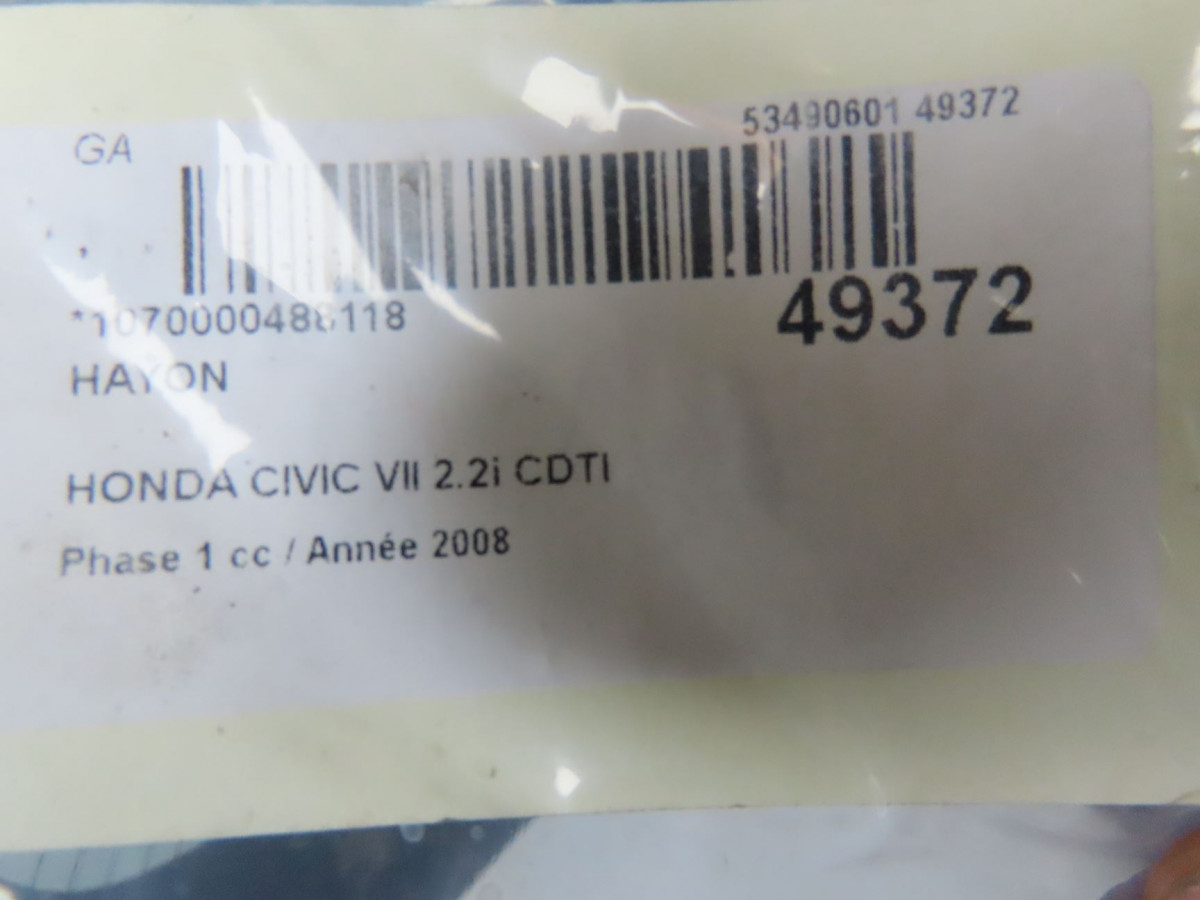 53490601 49372
GA
,
*1070000488118
49372
HAYON
HONDA CIVIC VII 2.2i CDTI
Phase 1 cc / Année 2008